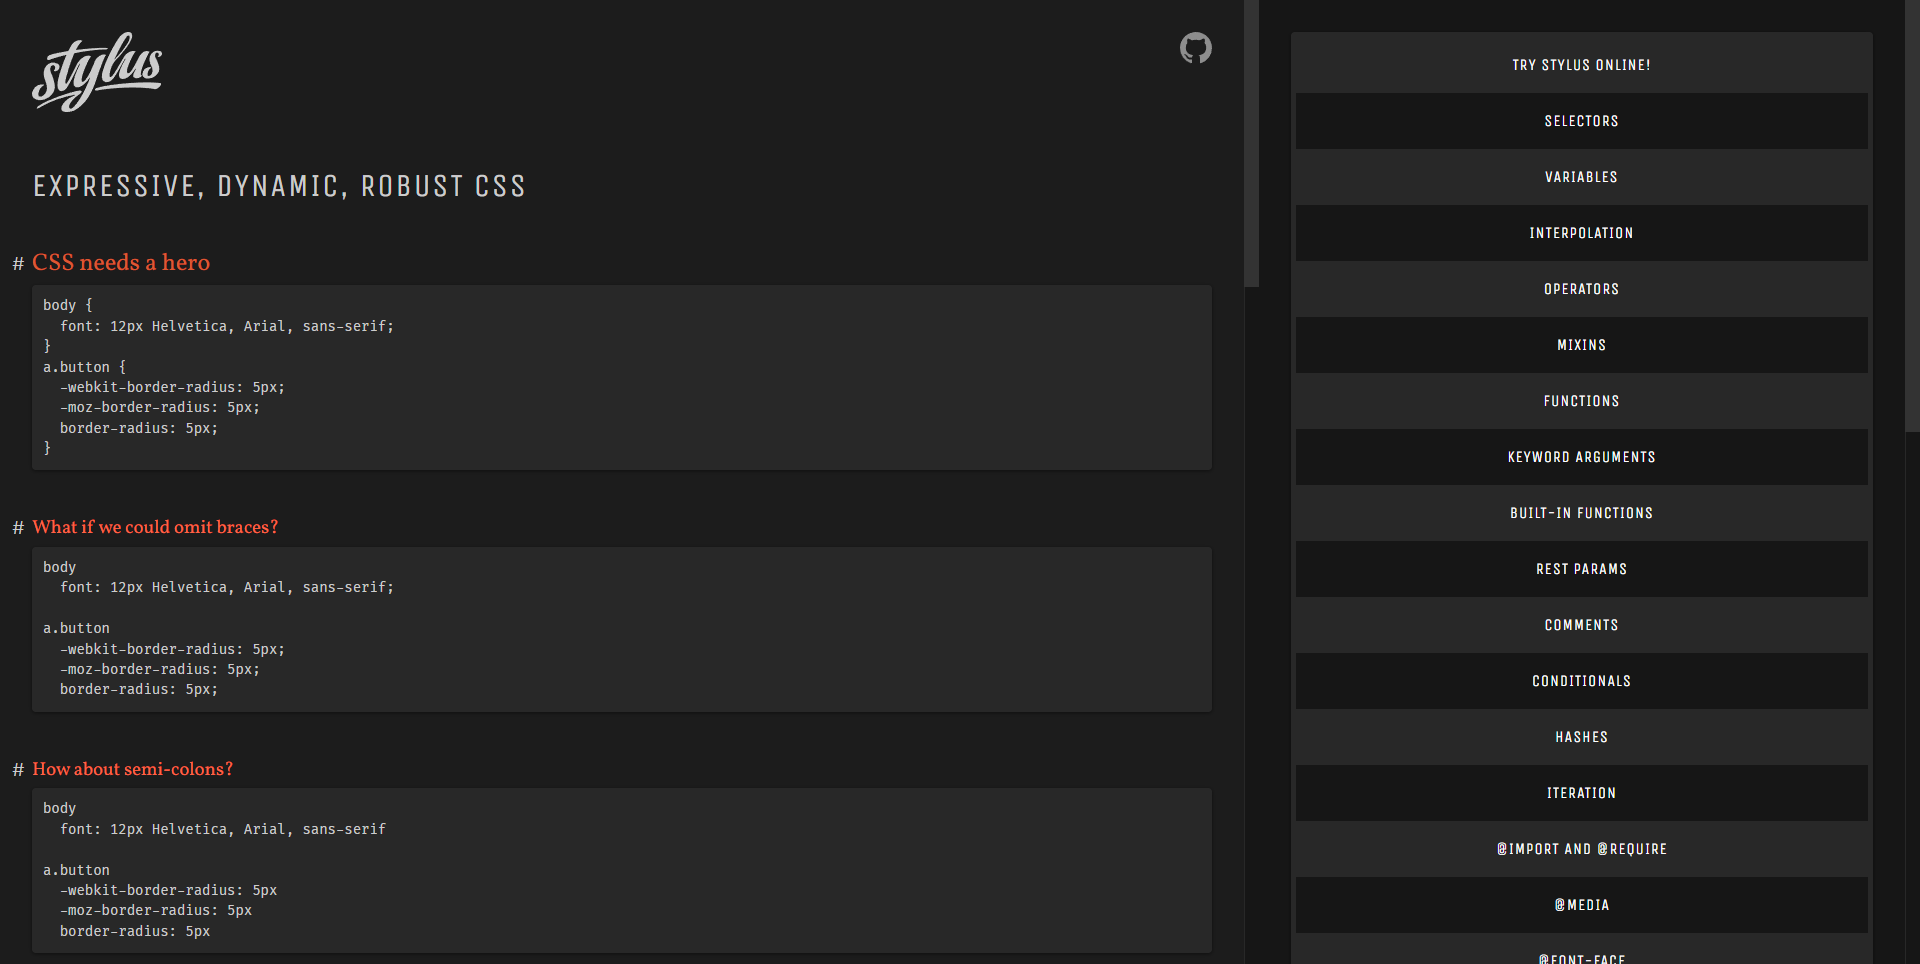 stylus
EXPRESSIVE, DYNAMIC, ROBUST CSS
# CSS needs a hero
body {
  font: 12px Helvetica, Arial, sans-serif;
}
a.button {
  -webkit-border-radius: 5px;
  -moz-border-radius: 5px;
  border-radius: 5px;
}
# What if we could omit braces?
body
  font: 12px Helvetica, Arial, sans-serif;
a.button
  -webkit-border-radius: 5px;
  -moz-border-radius: 5px;
  border-radius: 5px;
# How about semi-colons?
body
  font: 12px Helvetica, Arial, sans-serif
a.button
  -webkit-border-radius: 5px
  -moz-border-radius: 5px
  border-radius: 5px
TRY STYLUS ONLINE!
SELECTORS
VARIABLES
INTERPOLATION
OPERATORS
MIXINS
FUNCTIONS
KEYWORD ARGUMENTS
BUILT-IN FUNCTIONS
REST PARAMS
COMMENTS
CONDITIONALS
HASHES
ITERATION
@IMPORT AND @REQUIRE
@MEDIA
@FONT-FACE